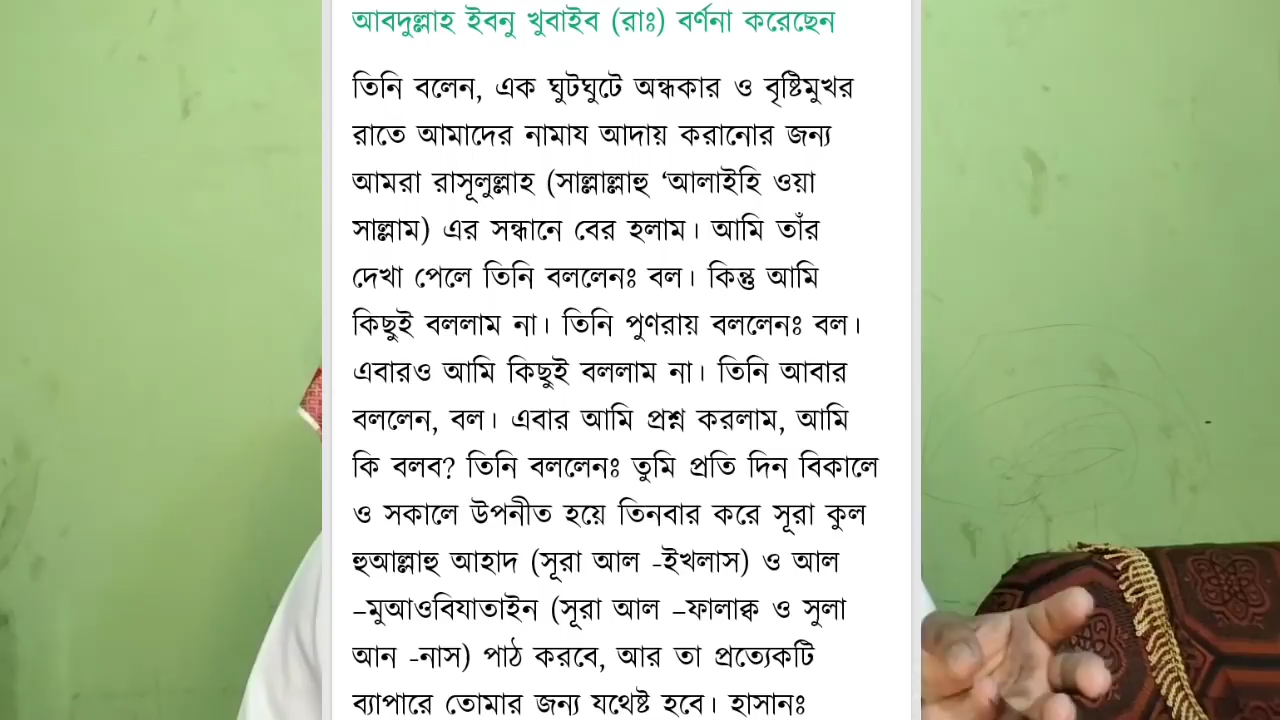 আবদুল্লাহ ইবনু খুবাইব (রাঃ) বর্ণনা করেছেন
তিনি বলেন, এক ঘুটঘুটে অন্ধকার ও বৃষ্টিমুখর
রাতে আমাদের নামায আদায় করানোর জন্য
আমরা রাসূলুল্লাহ (সাল্লাল্লাহু ‘আলাইহি ওয়া
সাল্লাম) এর সন্ধানে বের হলাম। আমি তাঁর
দেখা পেলে তিনি বললেনঃ বল। কিন্তু আমি
কিছুই বললাম না। তিনি পুণরায় বললেনঃ বল।
এবারও আমি কিছুই বললাম না। তিনি আবার
বললেন, বল। এবার আমি প্রশ্ন করলাম, আমি
কি বলব? তিনি বললেনঃ তুমি প্রতি দিন বিকালে
ও সকালে উপনীত হয়ে তিনবার করে সূরা কুল
হুআল্লাহু আহাদ (সূরা আল -ইখলাস) ও আল
–মুআওবিযাতাইন (সূরা আল –ফালাক্ব ও সুলা
আন -নাস) পাঠ করবে, আর তা প্রত্যেকটি
ব্যাপারে তোমার জন্য যথেষ্ট হবে। হাসানঃ